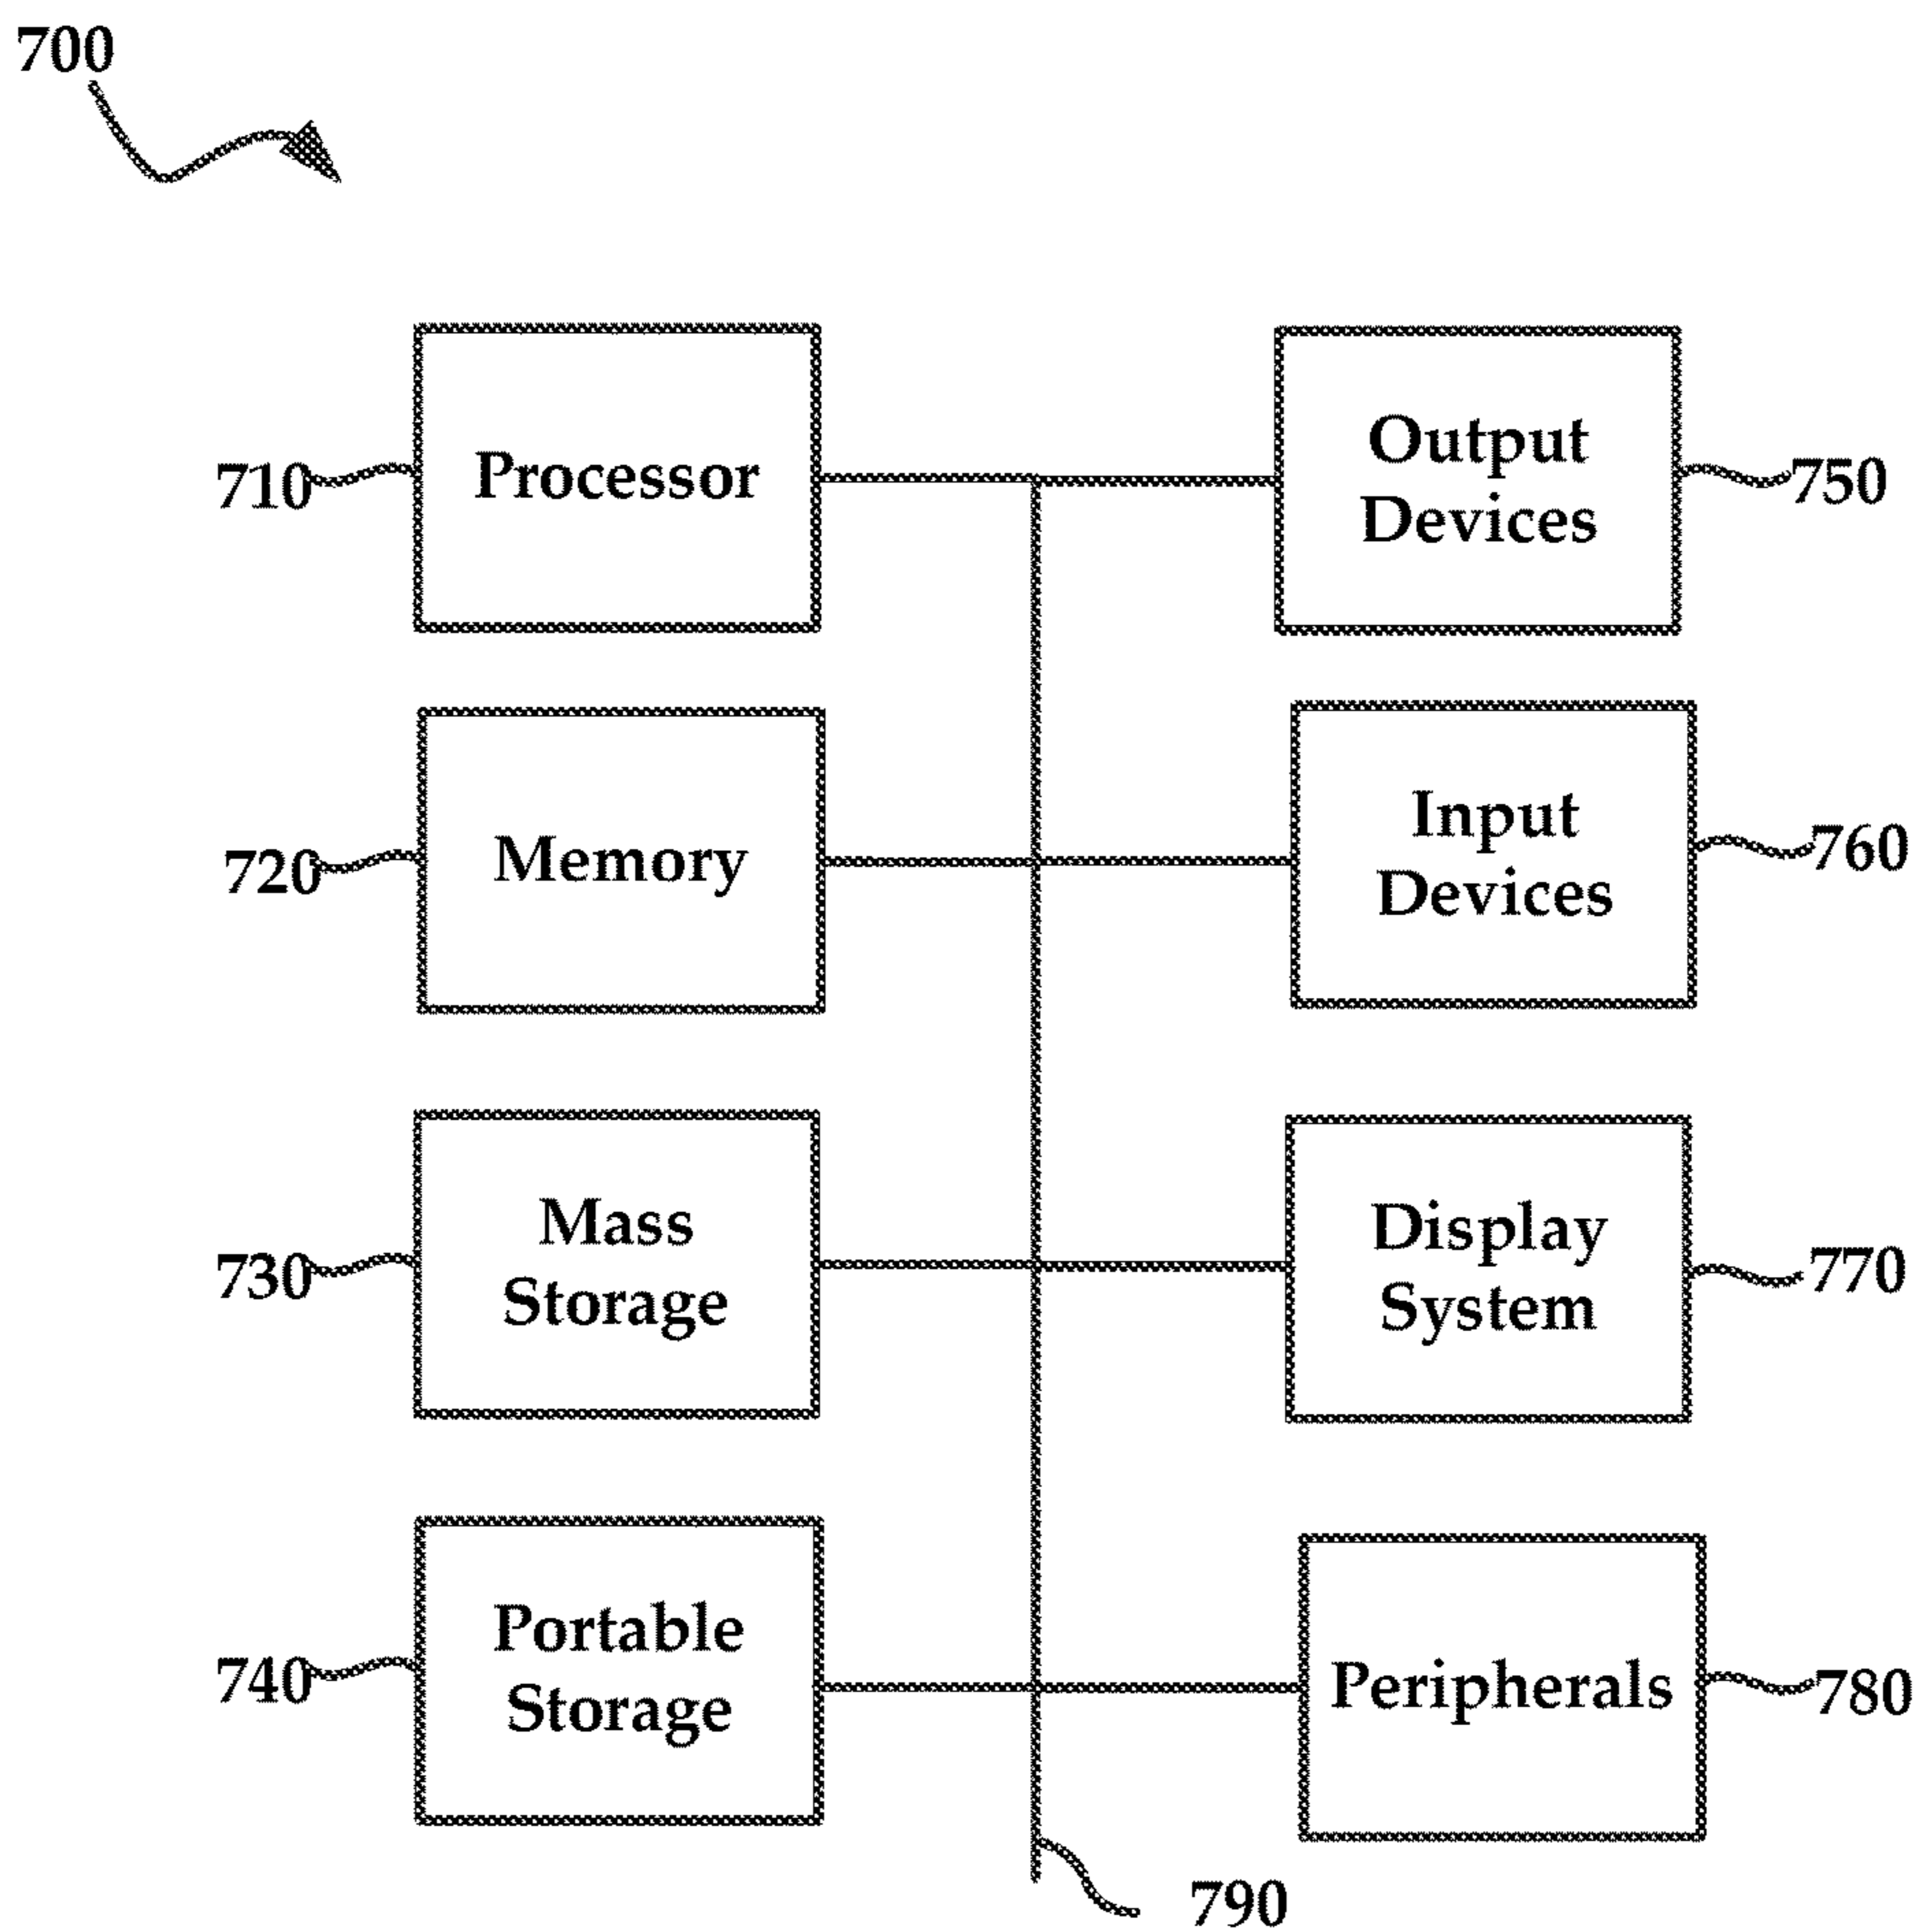 700
710
Processor
Output
Devices
750
720
Memory
Input
Devices
760
730
Mass
Storage
Display
System
770
740
Portable
Storage
Peripherals
780
790